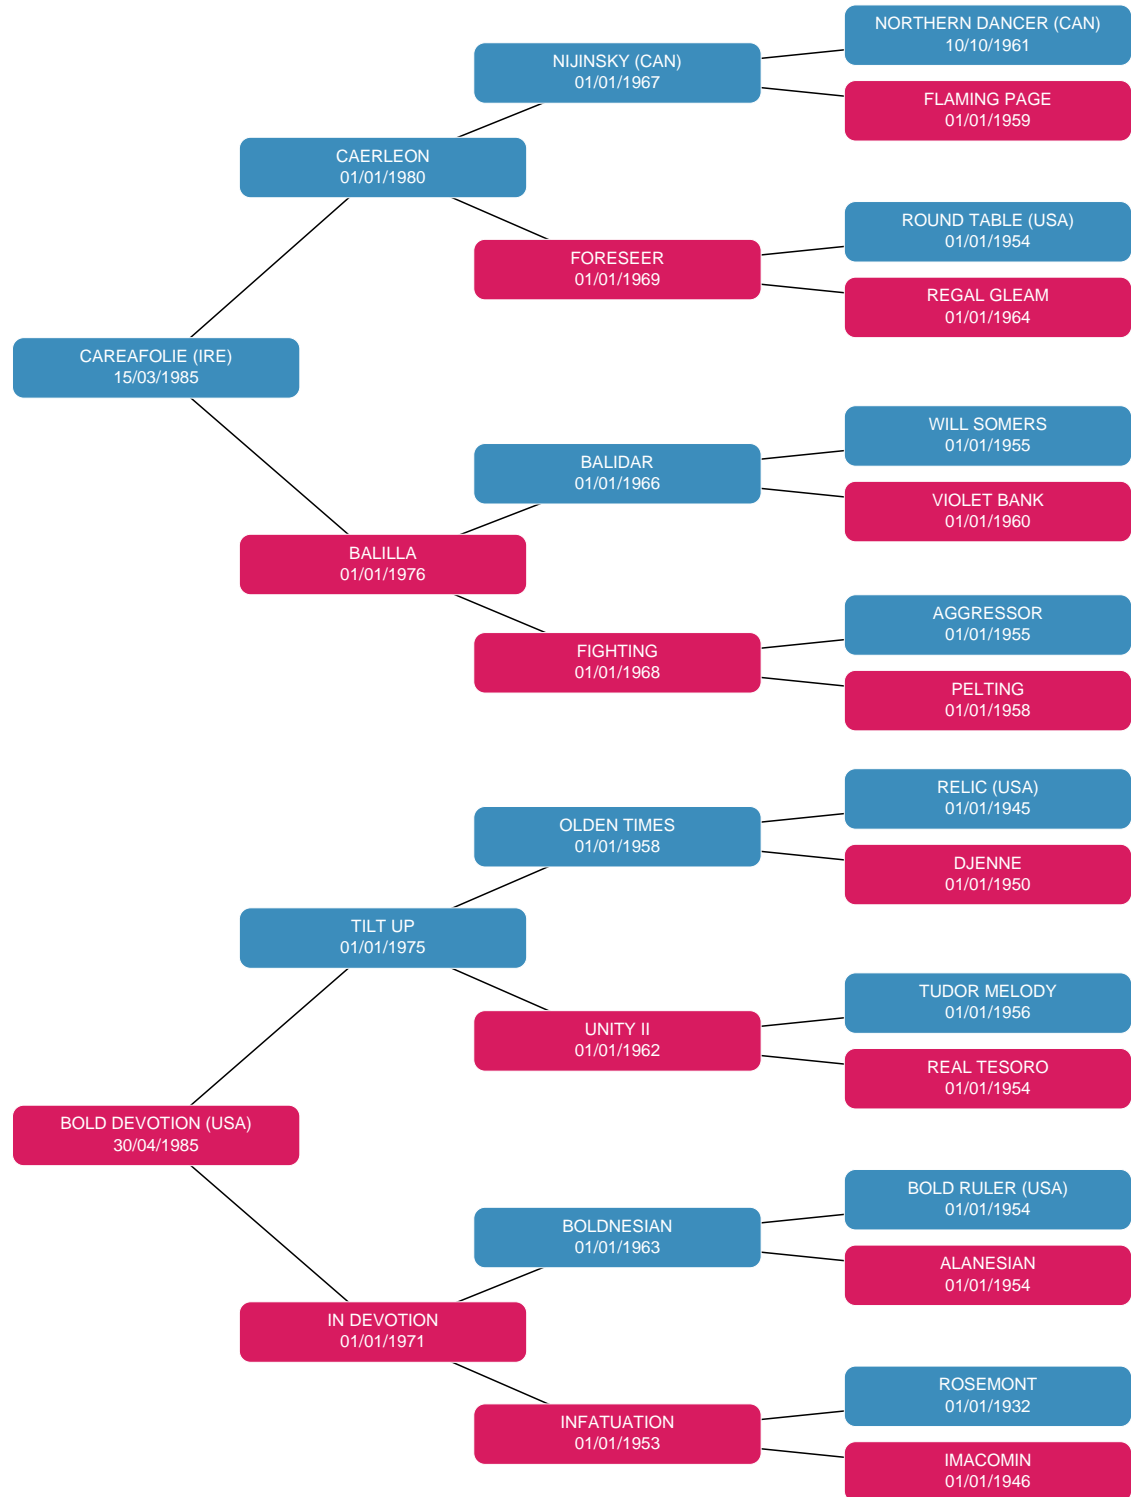 NORTHERN DANCER (CAN)
10/10/1961
NIJINSKY (CAN)
01/01/1967
FLAMING PAGE
01/01/1959
CAERLEON
01/01/1980
ROUND TABLE (USA)
01/01/1954
FORESEER
01/01/1969
REGAL GLEAM
01/01/1964
CAREAFOLIE (IRE)
15/03/1985
WILL SOMERS
01/01/1955
BALIDAR
01/01/1966
VIOLET BANK
01/01/1960
BALILLA
01/01/1976
AGGRESSOR
01/01/1955
FIGHTING
01/01/1968
PELTING
01/01/1958
RELIC (USA)
01/01/1945
OLDEN TIMES
01/01/1958
DJENNE
01/01/1950
TILT UP
01/01/1975
TUDOR MELODY
01/01/1956
UNITY II
01/01/1962
REAL TESORO
01/01/1954
BOLD DEVOTION (USA)
30/04/1985
BOLD RULER (USA)
01/01/1954
BOLDNESIAN
01/01/1963
ALANESIAN
01/01/1954
IN DEVOTION
01/01/1971
ROSEMONT
01/01/1932
INFATUATION
01/01/1953
IMACOMIN
01/01/1946